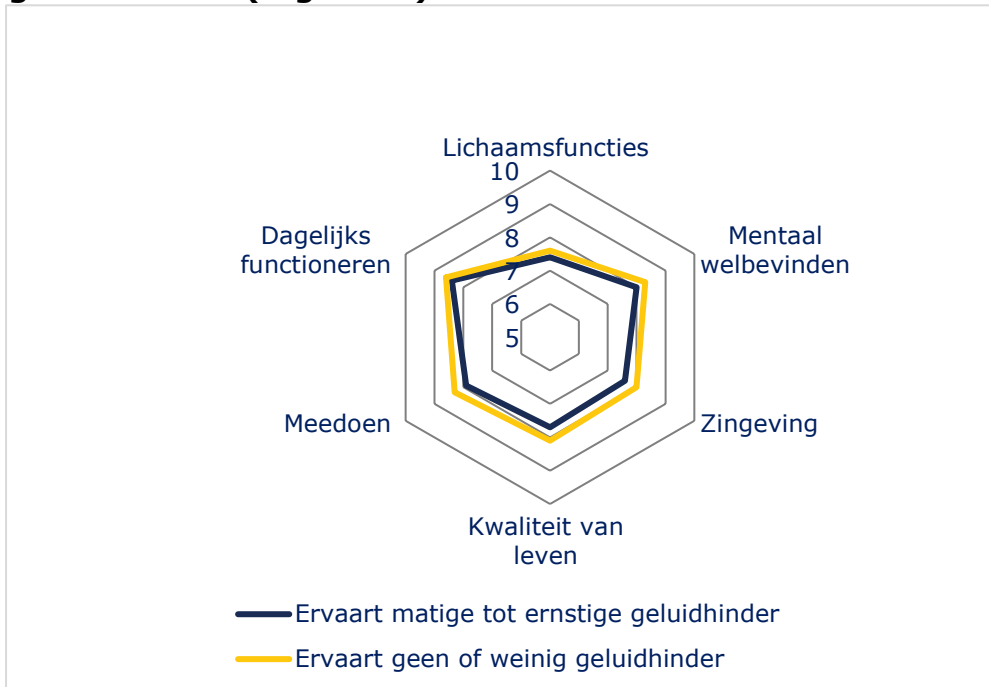 Lichaamsfuncties
10
9
8
7
6
5
Mentaal
welbevinden
Zingeving
Kwaliteit van
leven
Meedoen
Dagelijks
functioneren
Ervaart matige tot ernstige geluidhinder
Ervaart geen of weinig geluidhinder